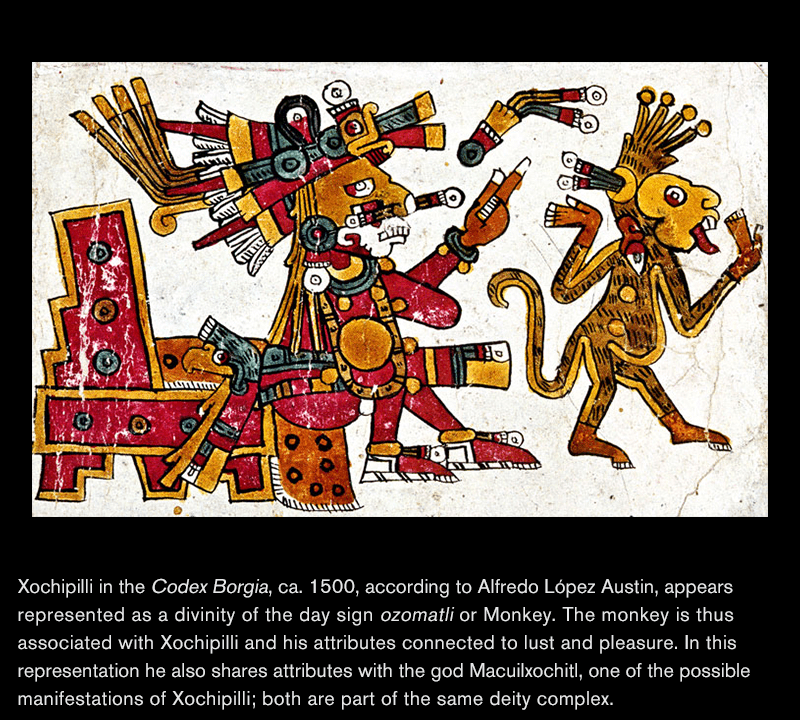 Xochipilli in the Codex Borgia, ca. 1500, according to Alfredo López Austin, appears
represented as a divinity of the day sign ozomatli or Monkey. The monkey is thus
associated with Xochipilli and his attributes connected to lust and pleasure. In this
representation he also shares attributes with the god Macuilxochitl, one of the possible
manifestations of Xochipilli; both are part of the same deity complex.